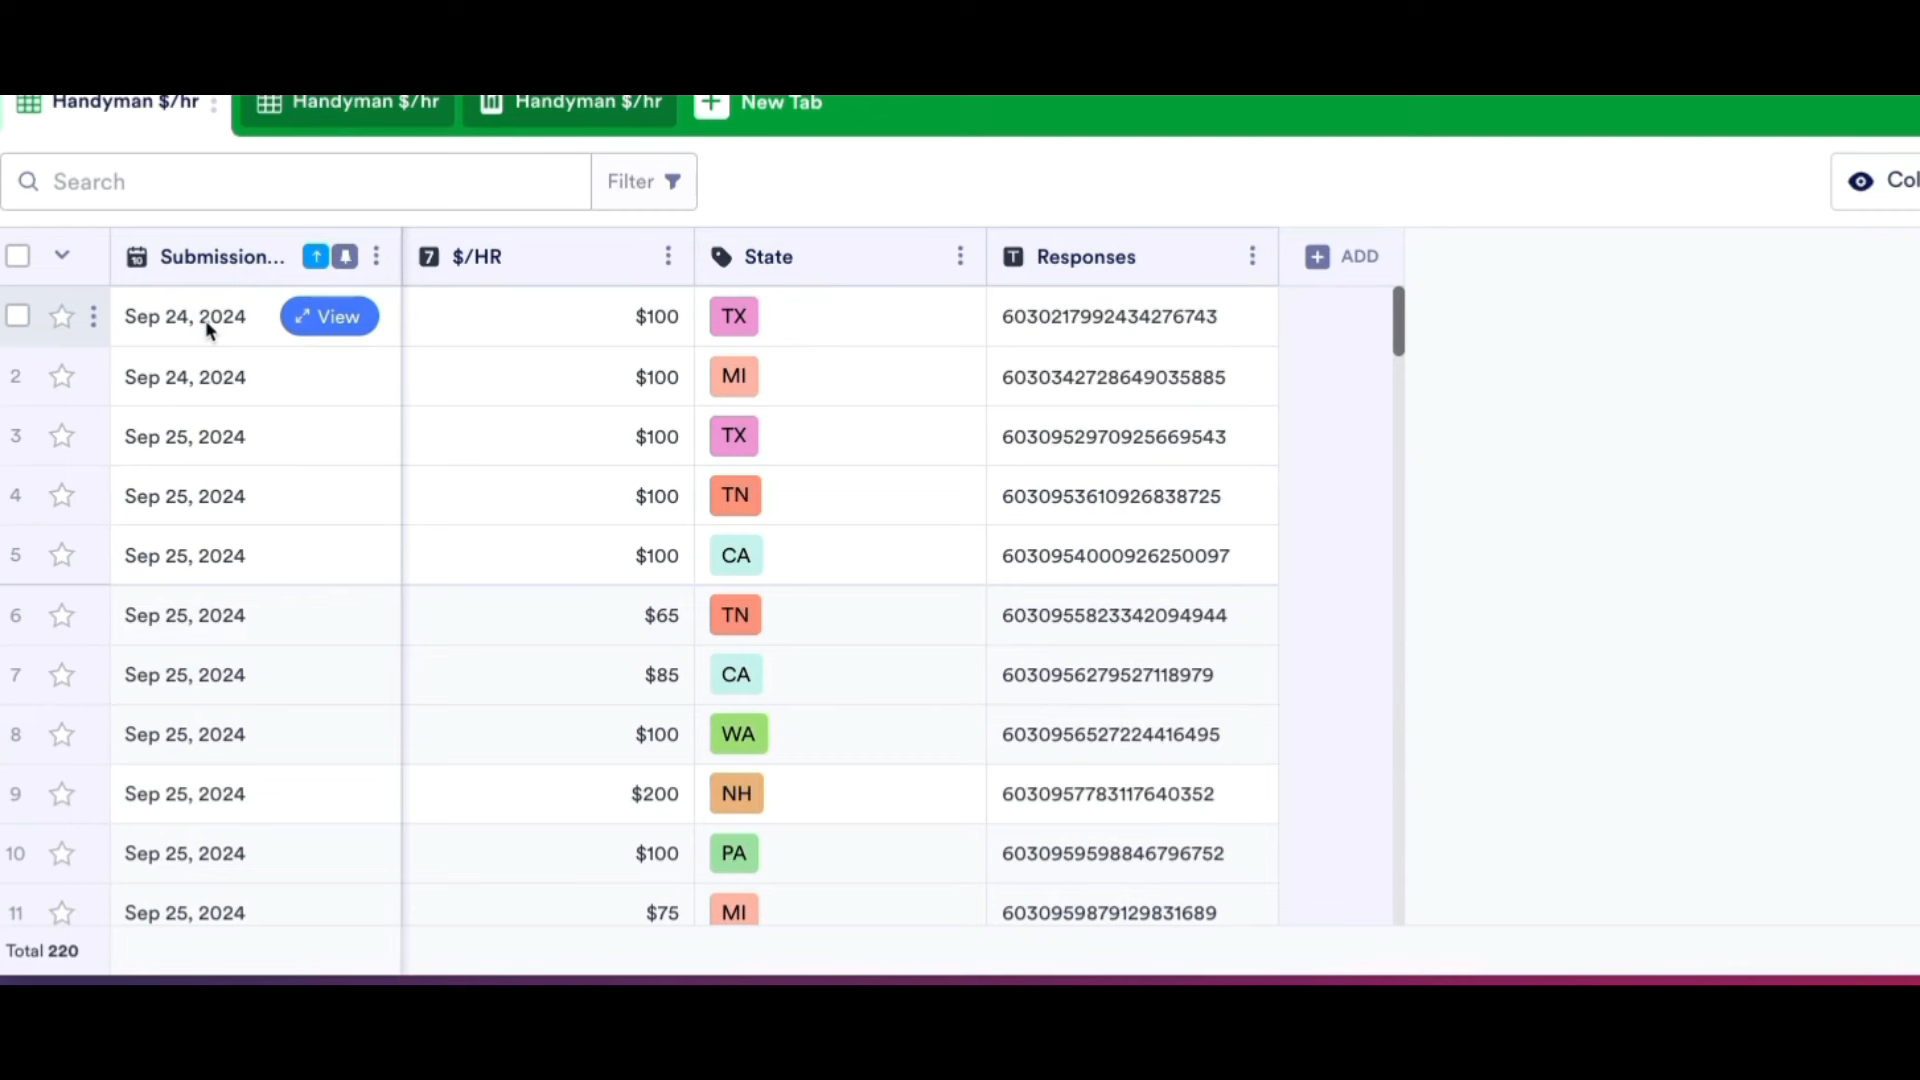 Handyman $/hr Handyman $/hr Handyman $/hr New Tab
Search Filter Col
Submission... $/HR State Responses ADD
Sep 24, 2024 View $100 TX 6030217992434276743
2 Sep 24, 2024 $100 MI 6030342728649035885
3 Sep 25, 2024 $100 TX 6030952970925669543
4 Sep 25, 2024 $100 TN 6030953610926838725
5 Sep 25, 2024 $100 CA 6030954000926250097
6 Sep 25, 2024 $65 TN 6030955823342094944
7 Sep 25, 2024 $85 CA 6030956279527118979
8 Sep 25, 2024 $100 WA 6030956527224416495
9 Sep 25, 2024 $200 NH 6030957783117640352
10 Sep 25, 2024 $100 PA 6030959598846796752
11 Sep 25, 2024 $75 MI 6030959879129831689
Total 220